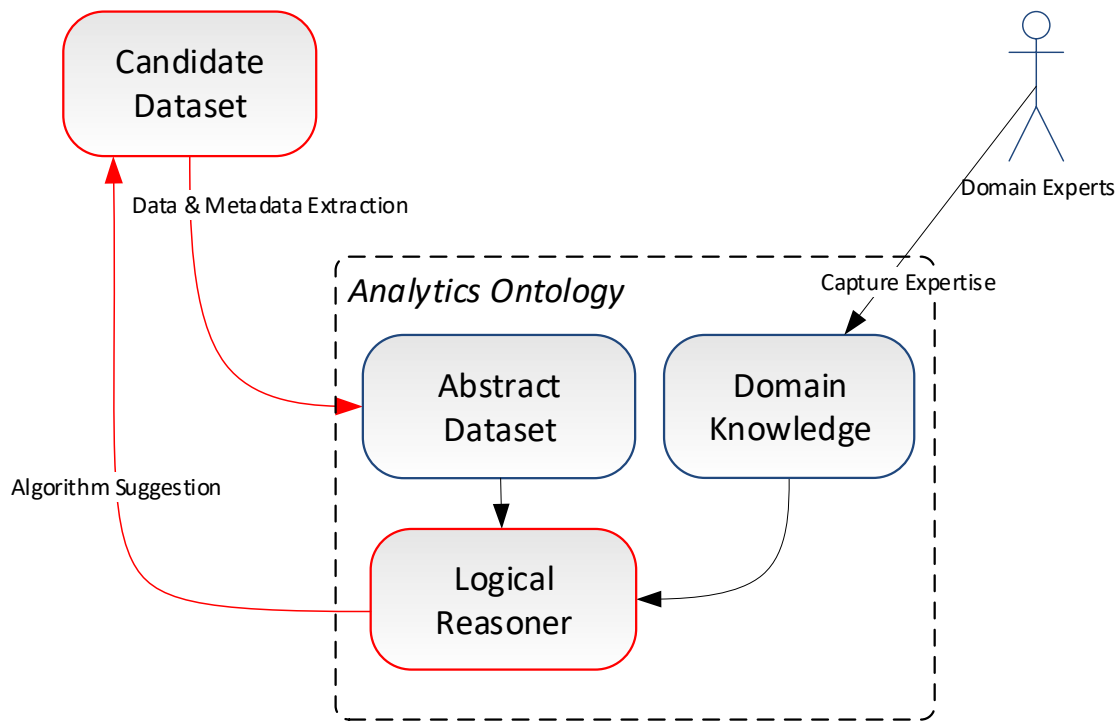 Candidate
Dataset
Data & Metadata Extraction
Domain Experts
Capture Expertise
Analytics Ontology
Abstract
Dataset
Domain
Knowledge
Algorithm Suggestion
Logical
Reasoner